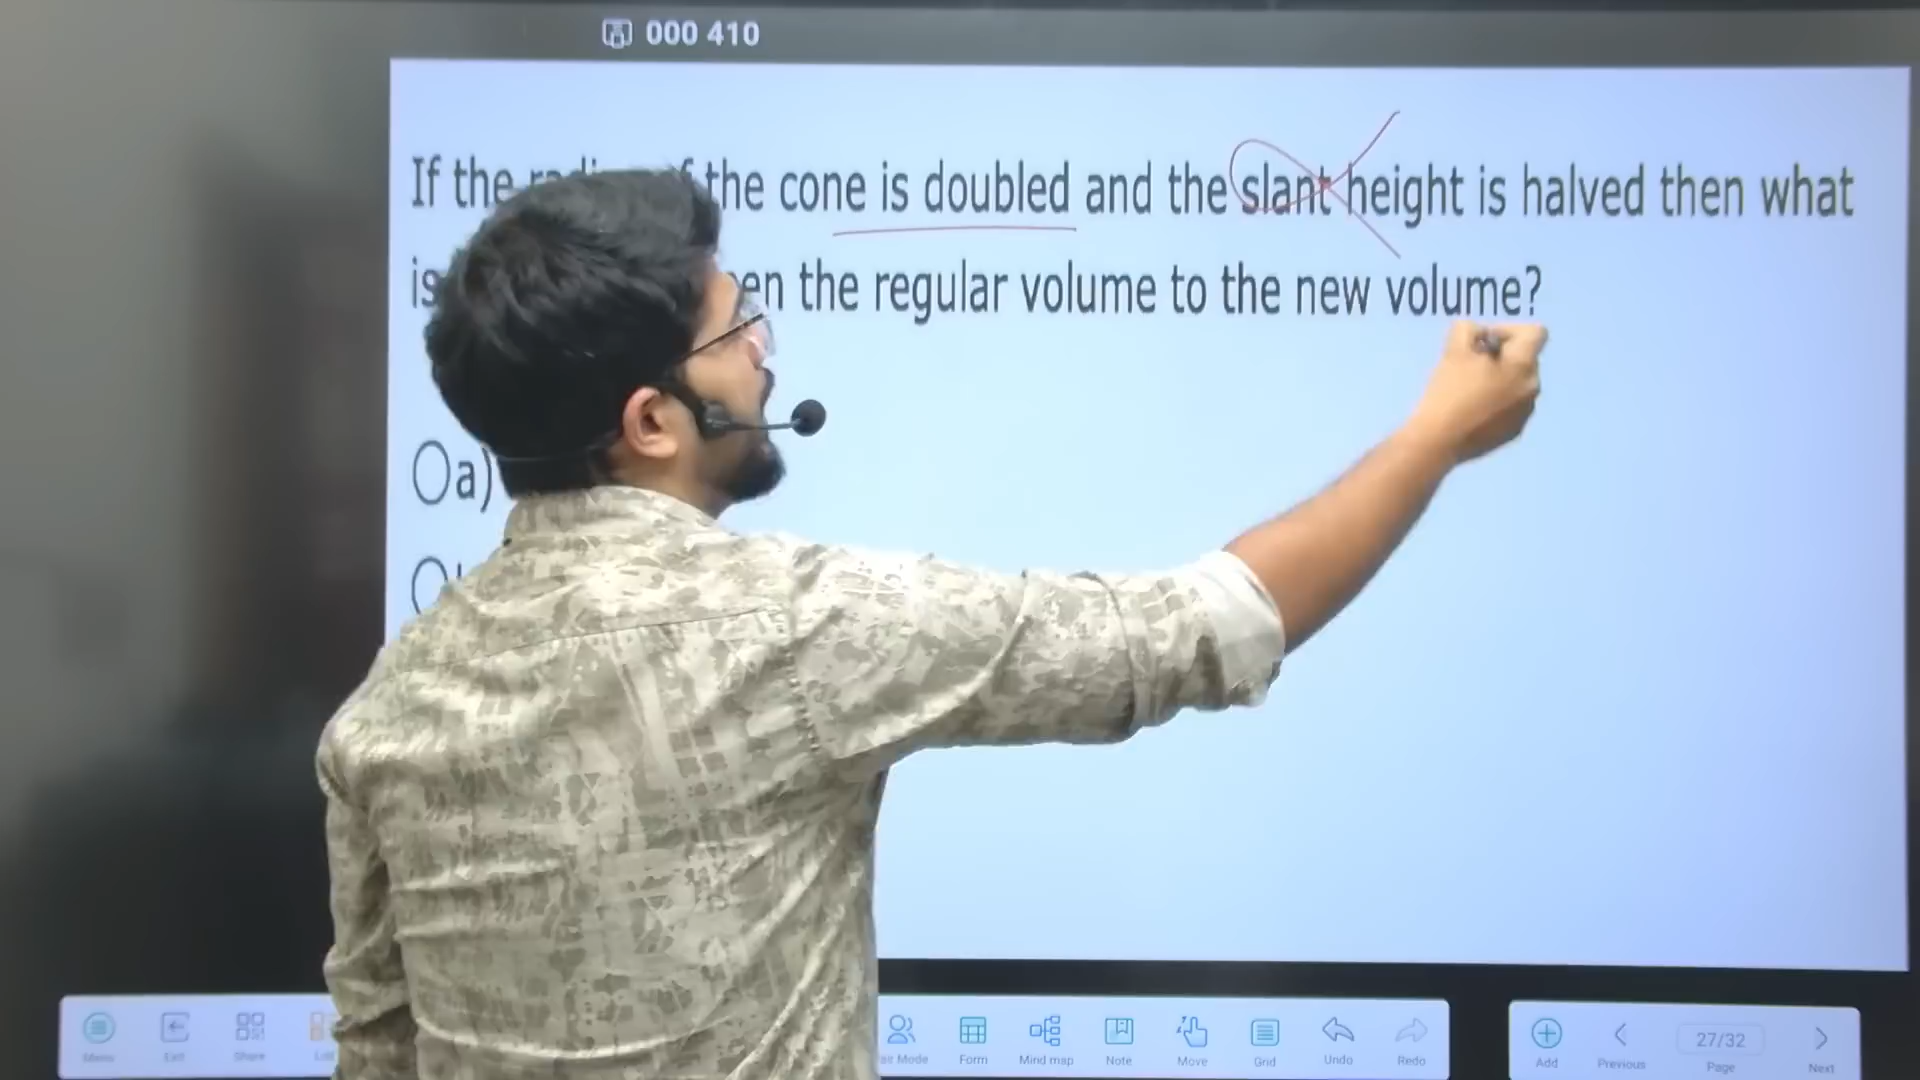 000 410
If the the cone is doubled and the slant height is halved then what
is the regular volume to the new volume?
a)
Menu
Exit
Share
Mode
Form
Mind map
Note
Move
Grid
Undo
Redo
Add
Previous
27/32
Page
Next